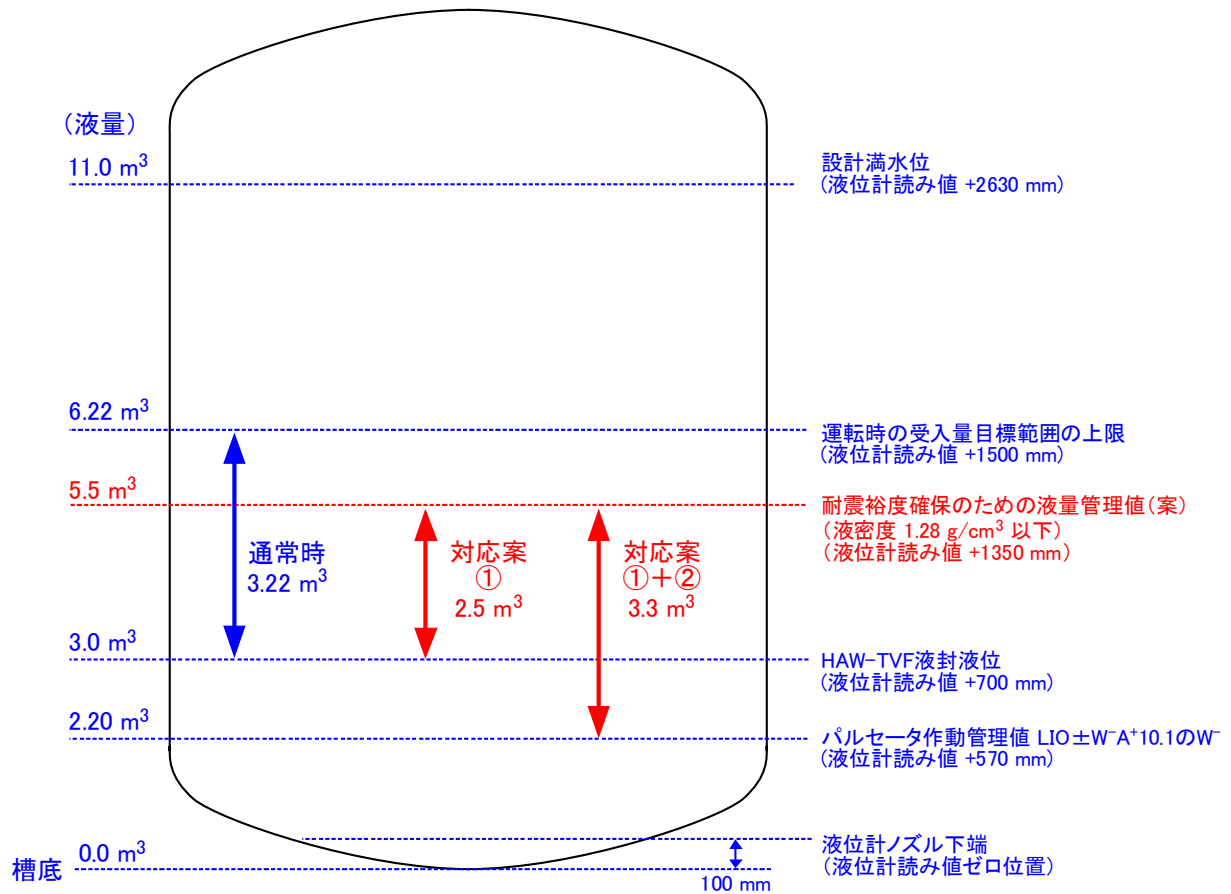 (液量)
11.0 m³
設計満水位
(液位計読み値 +2630 mm)
6.22 m³
運転時の受入量目標範囲の上限
(液位計読み値 +1500 mm)
5.5 m³
耐震裕度確保のための液量管理値(案)
(液密度 1.28 g/cm³ 以下)
(液位計読み値 +1350 mm)
通常時
3.22 m³
対応案
①
2.5 m³
対応案
①+②
3.3 m³
3.0 m³
HAW-TVF液封液位
(液位計読み値 +700 mm)
2.20 m³
パルセータ作動管理値 LIO±W⁻A⁺10.1のW⁻
(液位計読み値 +570 mm)
槽底
0.0 m³
液位計ノズル下端
(液位計読み値ゼロ位置)
100 mm